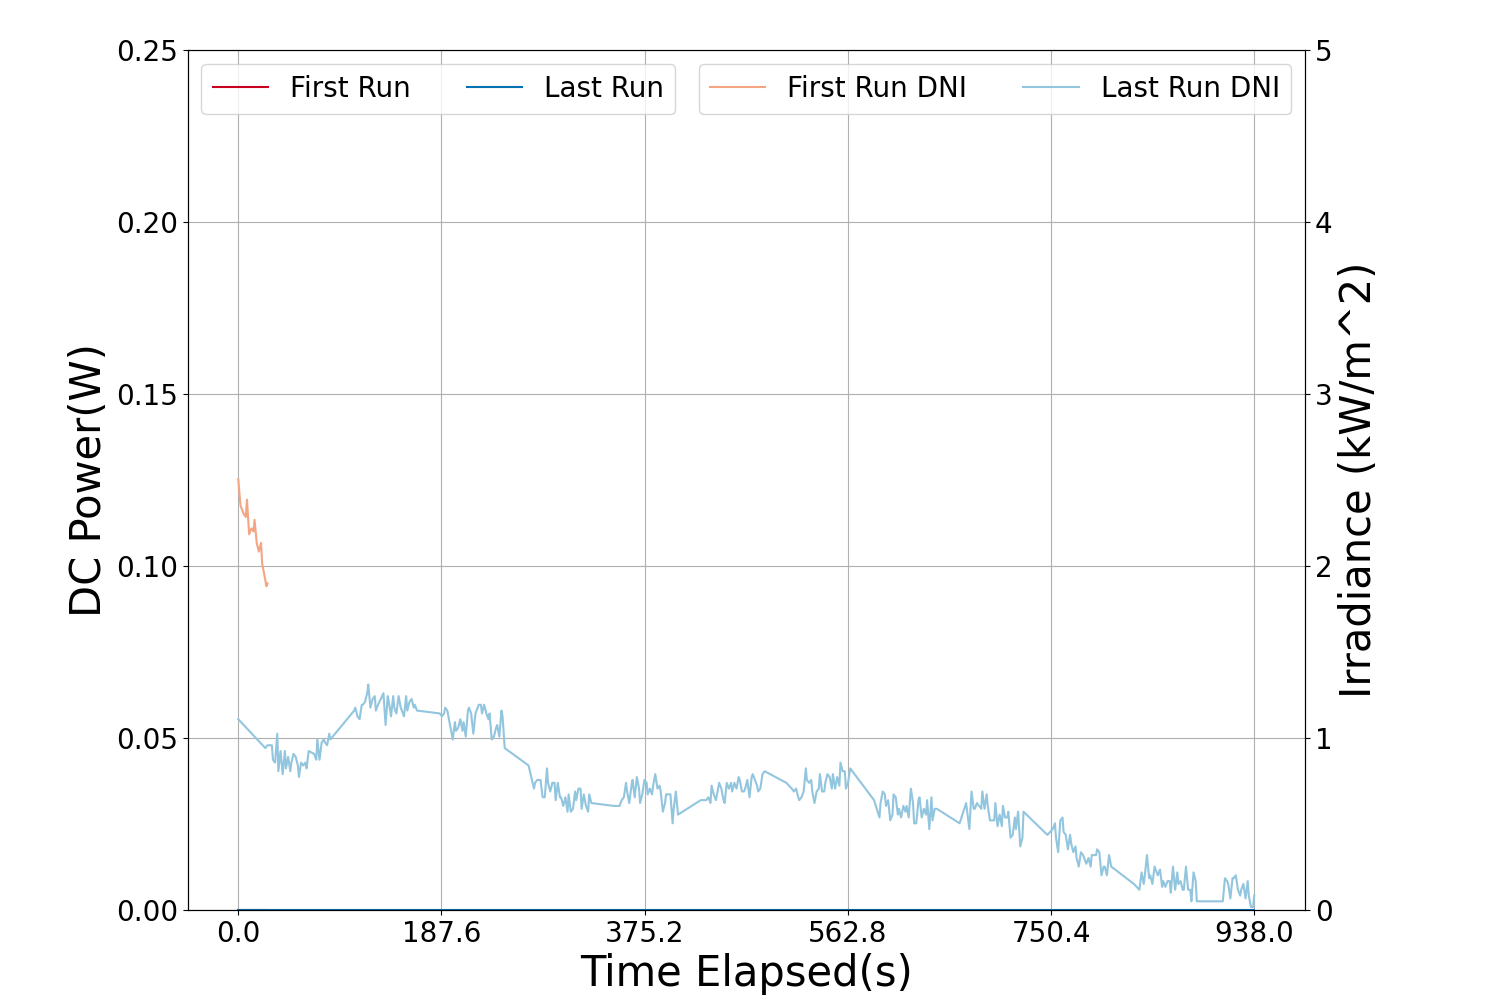 First Run
Last Run
First Run DNI
Last Run DNI
DC Power(W)
0.25
0.20
0.15
0.10
0.05
0.00
5
4
3
2
1
0
Irradiance (kW/m^2)
0.0 187.6 375.2 562.8 750.4 938.0
Time Elapsed(s)